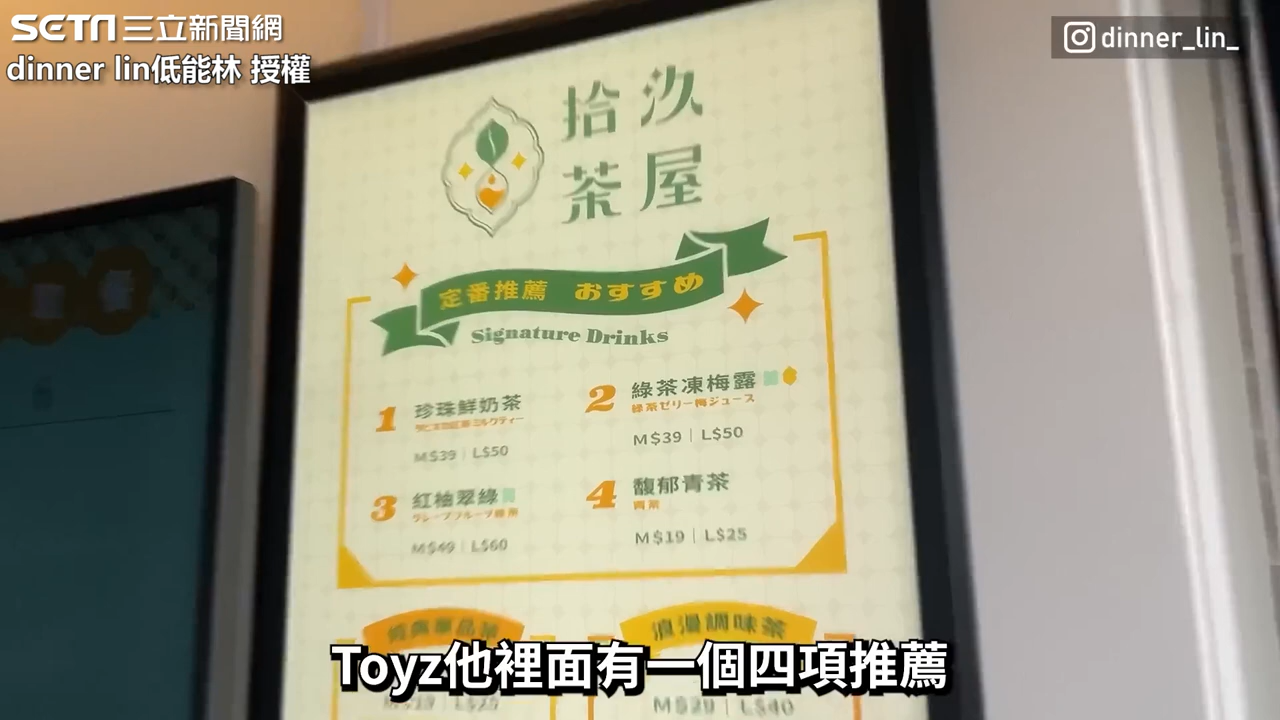 SETN三立新聞網
dinner lin低能林 授權
dinner_lin_
拾汣
茶屋
定番推薦 おすすめ
Signature Drinks
1 珍珠鮮奶茶
M$39 | L$50
2 綠茶凍梅露
緑茶ゼリー梅ジュース
M$39 | L$50
3 紅柚翠綠
グレープフルーツ緑茶
M$49 | L$60
4 馥郁青茶
青茶
M$19 | L$25
浪漫調味茶
M$19 | L$25
M$29 | L$40
Toyz他裡面有一個四項推薦